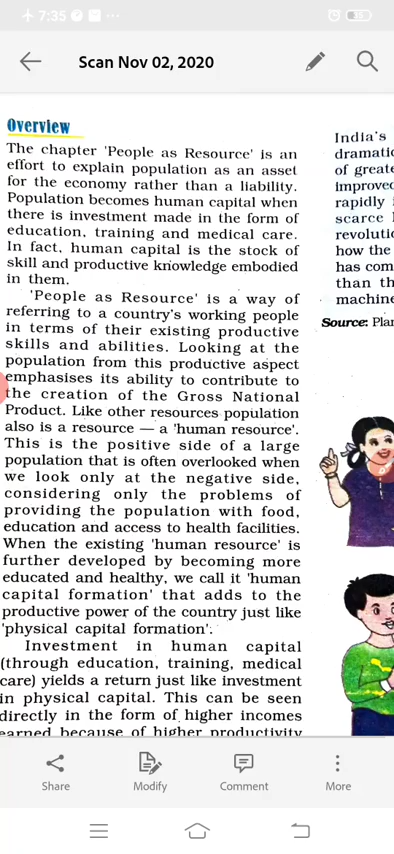 7:35
Scan Nov 02, 2020
Overview
The chapter 'People as Resource' is an
effort to explain population as an asset
for the economy rather than a liability.
Population becomes human capital when
there is investment made in the form of
education, training and medical care.
In fact, human capital is the stock of
skill and productive knowledge embodied
in them.
'People as Resource' is a way of
referring to a country's working people
in terms of their existing productive
skills and abilities. Looking at the
population from this productive aspect
emphasises its ability to contribute to
the creation of the Gross National
Product. Like other resources population
also is a resource — a 'human resource'.
This is the positive side of a large
population that is often overlooked when
we look only at the negative side,
considering only the problems of
providing the population with food,
education and access to health facilities.
When the existing 'human resource' is
further developed by becoming more
educated and healthy, we call it 'human
capital formation' that adds to the
productive power of the country just like
'physical capital formation'.
Investment in human capital
(through education, training, medical
care) yields a return just like investment
in physical capital. This can be seen
directly in the form of higher incomes
earned because of higher productivity
India's
dramatic
of greate
improved
rapidly
scarce
revoluti
how the
has com
than th
machine
Source: Plan
Share
Modify
Comment
More